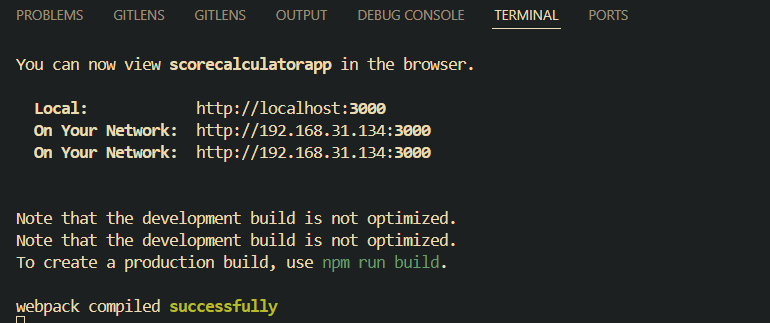 PROBLEMS GITLENS GITLENS OUTPUT DEBUG CONSOLE TERMINAL PORTS
You can now view scorecalculatorapp in the browser.
Local: http://localhost:3000
On Your Network: http://192.168.31.134:3000
On Your Network: http://192.168.31.134:3000
Note that the development build is not optimized.
Note that the development build is not optimized.
To create a production build, use npm run build.
webpack compiled successfully